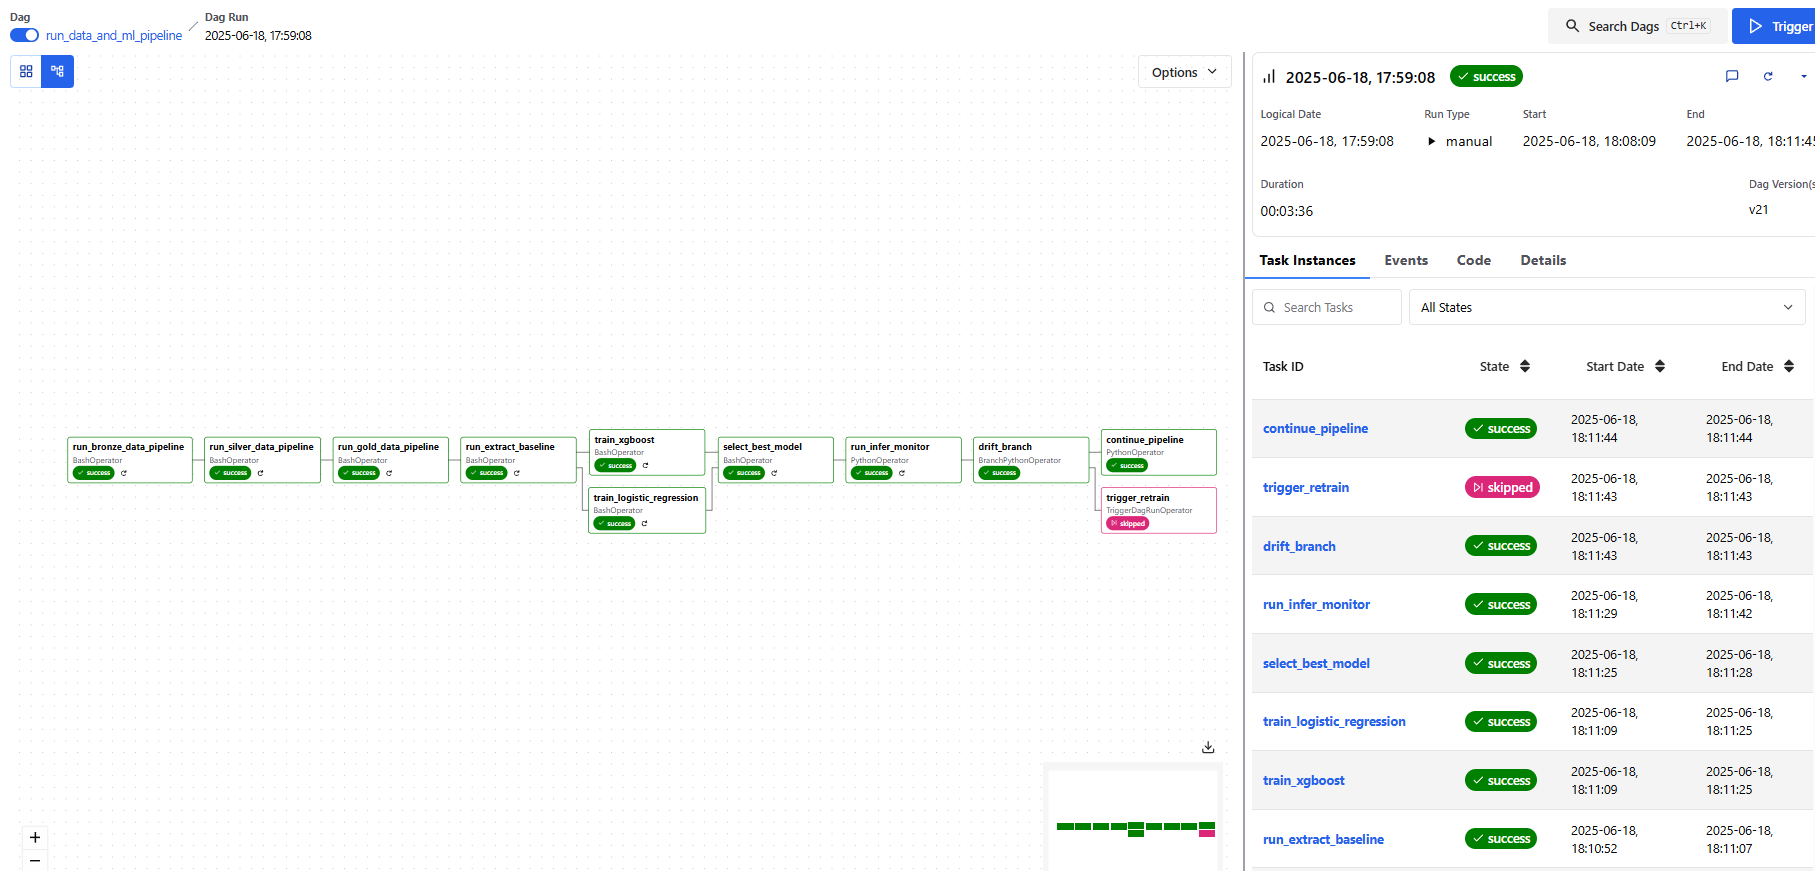 Dag
run_data_and_ml_pipeline
/
Dag Run
2025-06-18, 17:59:08
Search Dags Ctrl+K
Trigger
Options
run_bronze_data_pipeline
BashOperator
success
run_silver_data_pipeline
BashOperator
success
run_gold_data_pipeline
BashOperator
success
run_extract_baseline
BashOperator
success
train_xgboost
BashOperator
success
train_logistic_regression
BashOperator
success
select_best_model
BashOperator
success
run_infer_monitor
PythonOperator
success
drift_branch
BranchPythonOperator
success
continue_pipeline
PythonOperator
success
trigger_retrain
TriggerDagRunOperator
skipped
2025-06-18, 17:59:08 success
Logical Date Run Type Start End
2025-06-18, 17:59:08 manual 2025-06-18, 18:08:09 2025-06-18, 18:11:45
Duration Dag Version(s
00:03:36 v21
Task Instances Events Code Details
Search Tasks All States
Task ID State Start Date End Date
continue_pipeline success 2025-06-18, 2025-06-18,
18:11:44 18:11:44
trigger_retrain skipped 2025-06-18, 2025-06-18,
18:11:43 18:11:43
drift_branch success 2025-06-18, 2025-06-18,
18:11:43 18:11:43
run_infer_monitor success 2025-06-18, 2025-06-18,
18:11:29 18:11:42
select_best_model success 2025-06-18, 2025-06-18,
18:11:25 18:11:28
train_logistic_regression success 2025-06-18, 2025-06-18,
18:11:09 18:11:25
train_xgboost success 2025-06-18, 2025-06-18,
18:11:09 18:11:25
run_extract_baseline success 2025-06-18, 2025-06-18,
18:10:52 18:11:07